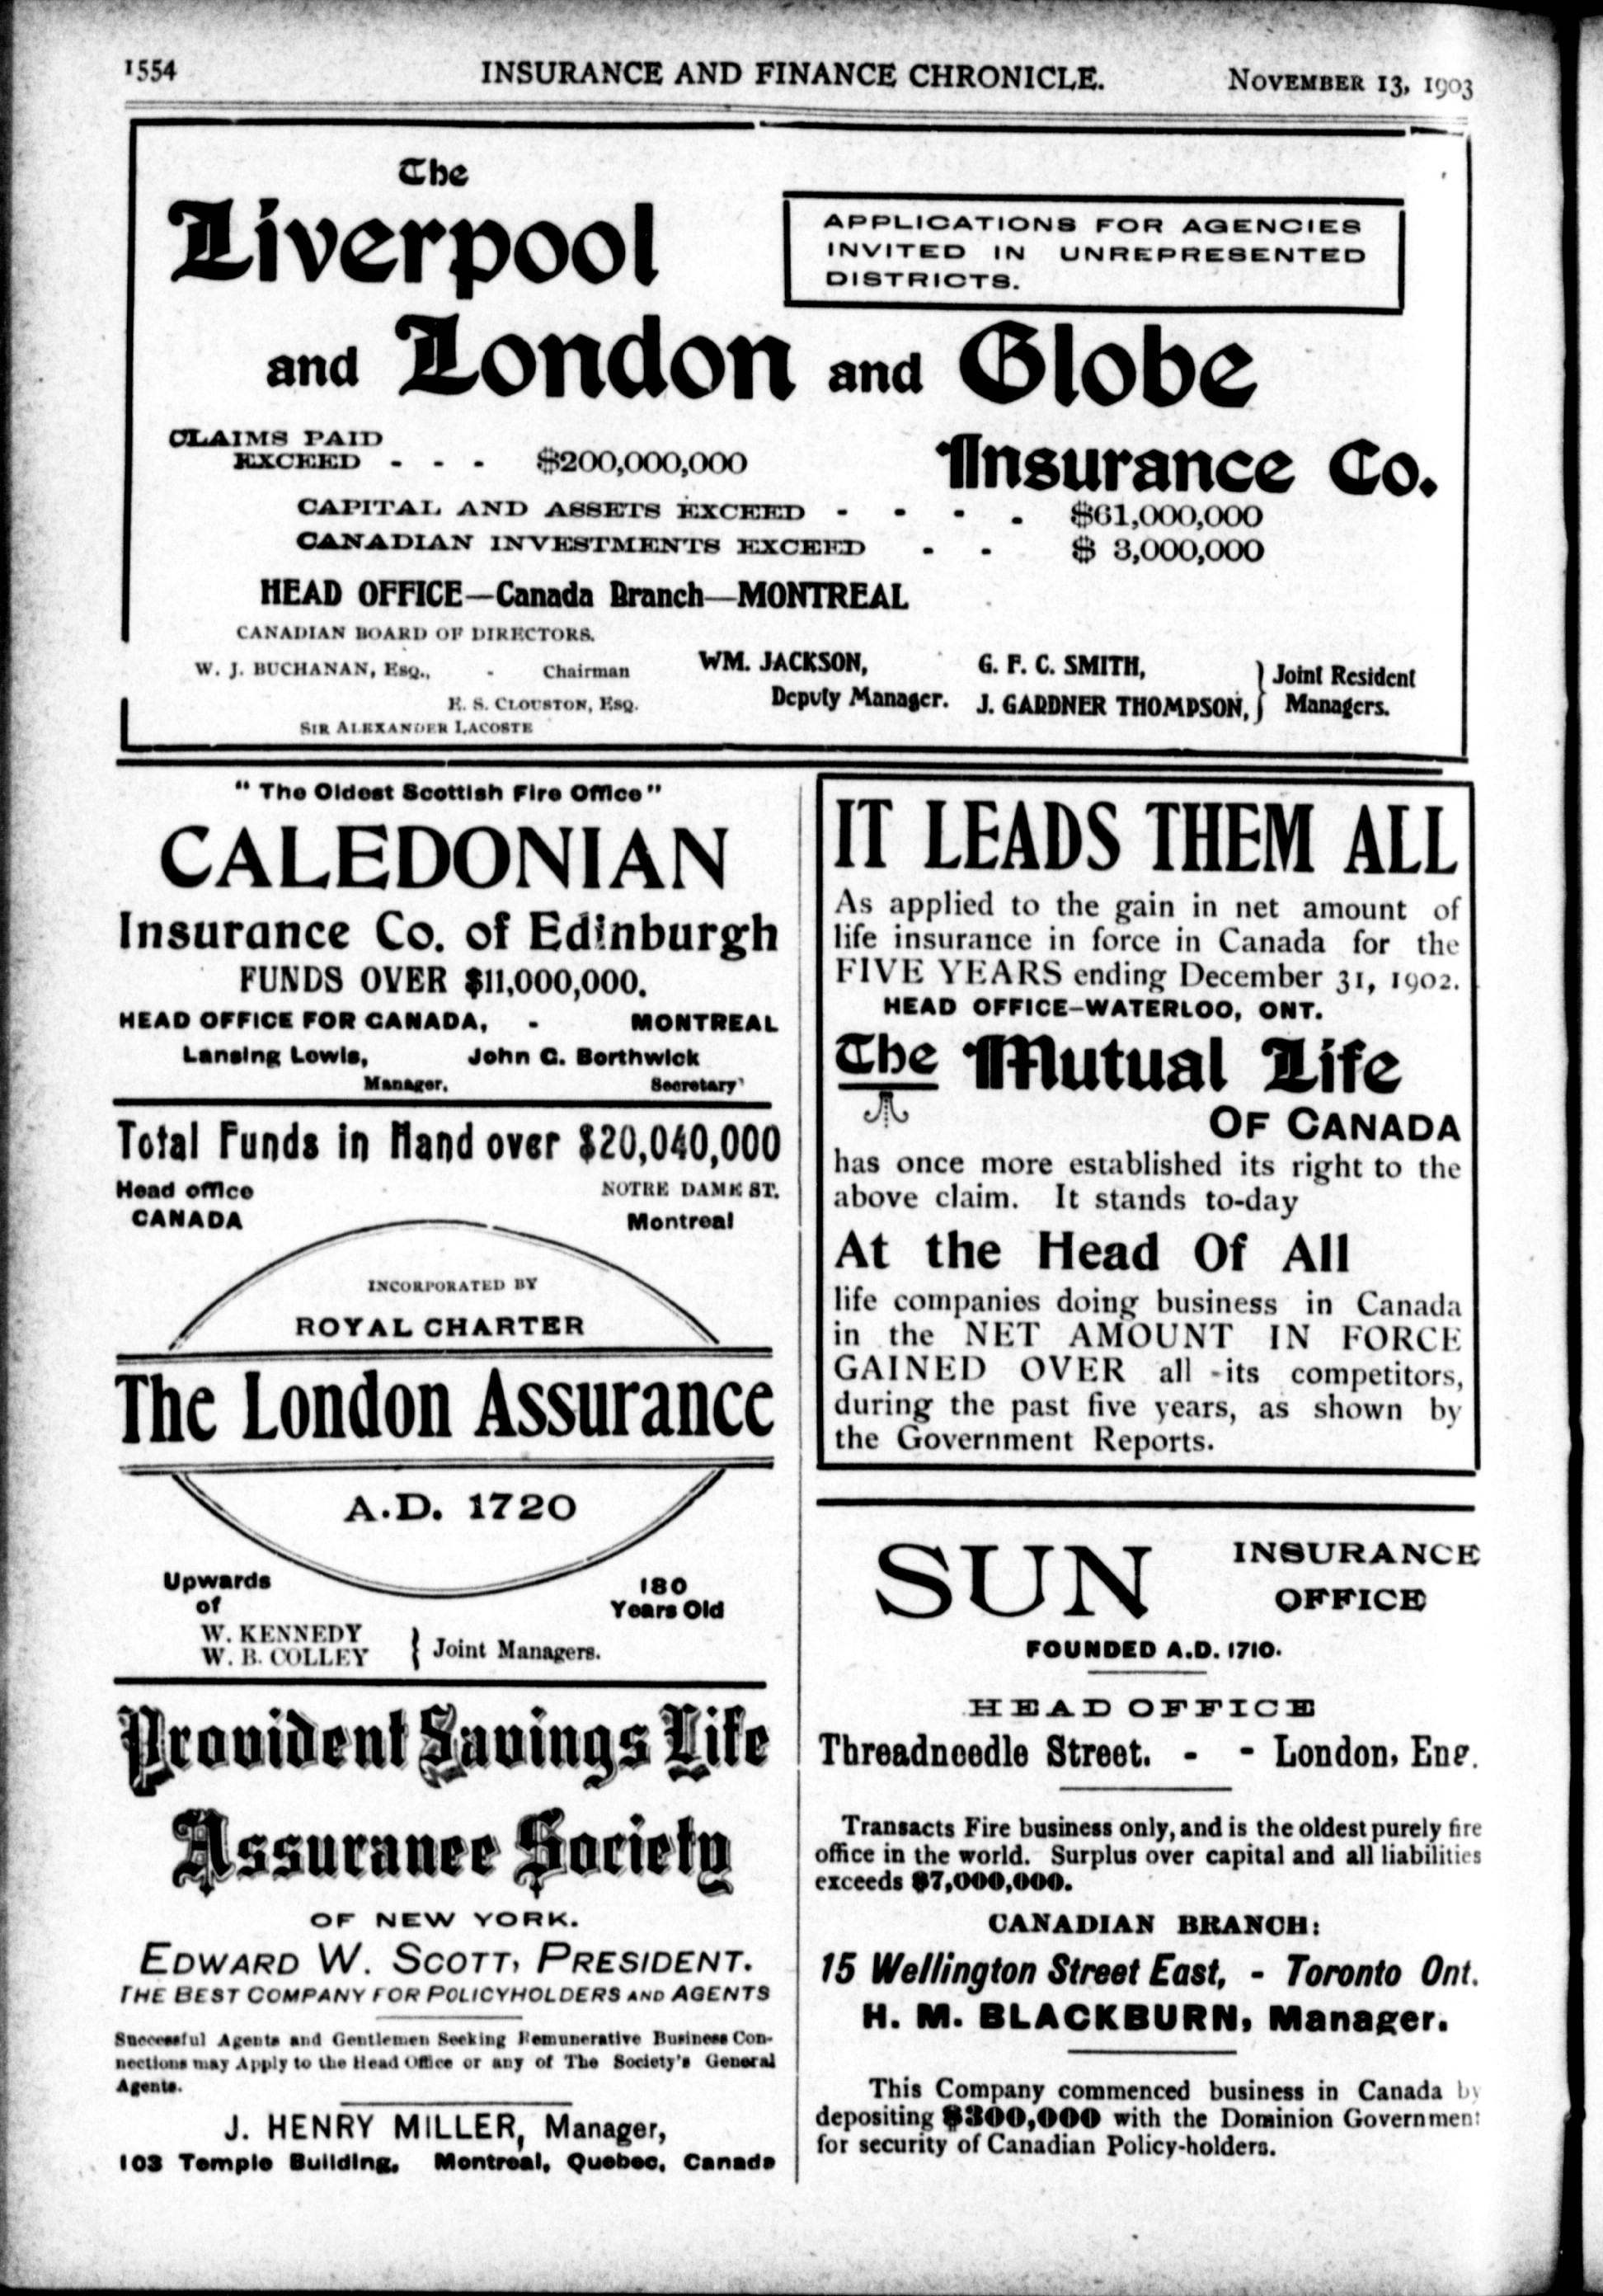 1554
INSURANCE AND FINANCE CHRONICLE.
NOVEMBER 13, 1903
The
Liverpool
APPLICATIONS FOR AGENCIES
INVITED IN UNREPRESENTED
DISTRICTS.
and London and Globe
Insurance Co.
CLAIMS PAID
EXCEED - - - $200,000,000
CAPITAL AND ASSETS EXCEED - - - - $61,000,000
CANADIAN INVESTMENTS EXCEED - - $ 3,000,000
HEAD OFFICE—Canada Branch—MONTREAL
CANADIAN BOARD OF DIRECTORS.
W. J. BUCHANAN, ESQ., - Chairman
E. S. CLOUSTON, ESQ.
SIR ALEXANDER LACOSTE
WM. JACKSON,
Deputy Manager.
G. F. C. SMITH,
J. GARDNER THOMPSON,
Joint Resident
Managers.
"The Oldest Scottish Fire Office"
CALEDONIAN
Insurance Co. of Edinburgh
FUNDS OVER $11,000,000.
HEAD OFFICE FOR CANADA, - MONTREAL
Lansing Lewis, John G. Borthwick
Manager. Secretary
Total Funds in Hand over $20,040,000
Head office NOTRE DAME ST.
CANADA Montreal
INCORPORATED BY
ROYAL CHARTER
The London Assurance
A.D. 1720
Upwards 180
of Years Old
W. KENNEDY
W. B. COLLEY
} Joint Managers.
Provident Savings Life
Assurance Society
OF NEW YORK.
EDWARD W. SCOTT, PRESIDENT.
THE BEST COMPANY FOR POLICYHOLDERS AND AGENTS
Successful Agents and Gentlemen Seeking Remunerative Business Con-
nections may Apply to the Head Office or any of The Society's General
Agents.
J. HENRY MILLER, Manager,
103 Temple Building, Montreal, Quebec, Canada
IT LEADS THEM ALL
As applied to the gain in net amount of
life insurance in force in Canada for the
FIVE YEARS ending December 31, 1902.
HEAD OFFICE-WATERLOO, ONT.
The Mutual Life
OF CANADA
has once more established its right to the
above claim. It stands to-day
At the Head Of All
life companies doing business in Canada
in the NET AMOUNT IN FORCE
GAINED OVER all -its competitors,
during the past five years, as shown by
the Government Reports.
SUN INSURANCE
OFFICE
FOUNDED A.D. 1710.
HEAD OFFICE
Threadneedle Street. - - London, Eng.
Transacts Fire business only, and is the oldest purely fire
office in the world. Surplus over capital and all liabilities
exceeds $7,000,000.
CANADIAN BRANCH:
15 Wellington Street East, - Toronto Ont.
H. M. BLACKBURN, Manager.
This Company commenced business in Canada by
depositing $300,000 with the Dominion Government
for security of Canadian Policy-holders.